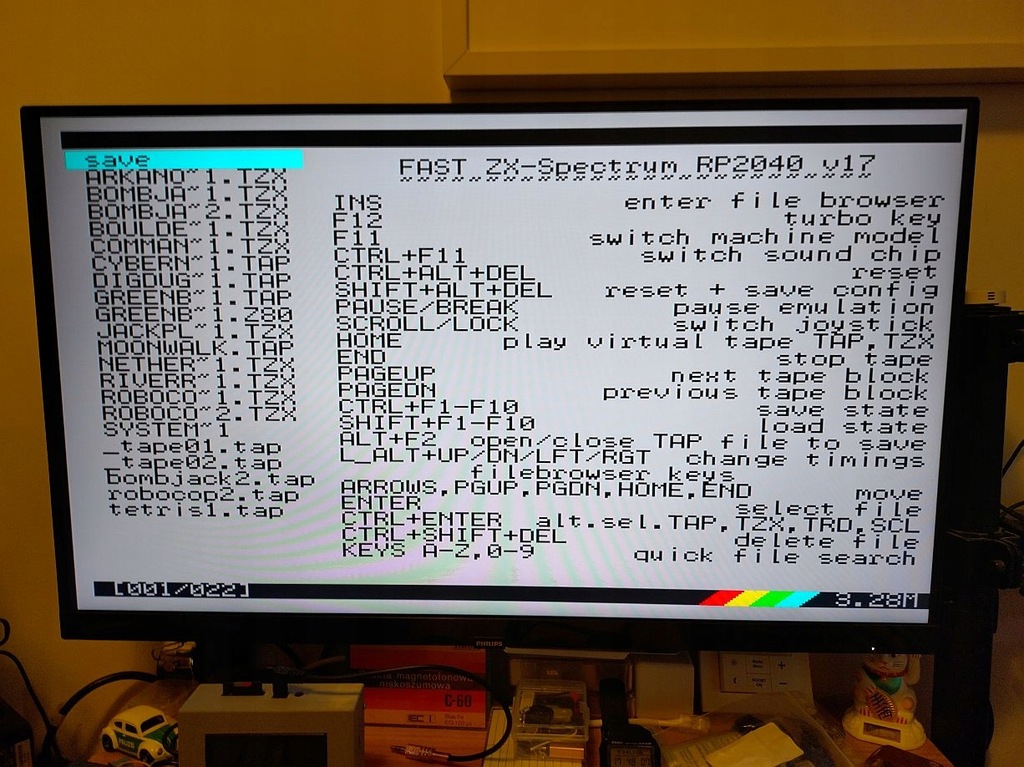 FAST ZX-Spectrum RP2040 v17
save
ARKANO~1.TZX
BOMBJA~1.TZX
BOMBJA~2.TZX
BOULDE~1.TZX
COMMAN~1.TZX
CYBERN~1.TAP
DIGDUG~1.TAP
GREENB~1.TAP
GREENB~1.Z80
JACKPL~1.TZX
MOONWALK.TAP
NETHER~1.TZX
RIVERR~1.TZX
ROBOCO~1.TZX
ROBOCO~2.TZX
SYSTEM~1
_tape01.tap
_tape02.tap
bombjack2.tap
robocop2.tap
tetris1.tap
INS enter file browser
F12 turbo key
F11 switch machine model
CTRL+F11 switch sound chip
CTRL+ALT+DEL reset
SHIFT+ALT+DEL reset + save config
PAUSE/BREAK pause emulation
SCROLL/LOCK switch joystick
HOME play virtual tape TAP,TZX
END stop tape
PAGEUP next tape block
PAGEDN previous tape block
CTRL+F1-F10 save state
SHIFT+F1-F10 load state
ALT+F2 open/close TAP file to save
L_ALT+UP/DN/LFT/RGT change timings
filebrowser keys
ARROWS,PGUP,PGDN,HOME,END move
ENTER select file
CTRL+ENTER alt.sel.TAP,TZX,TRD,SCL
CTRL+SHIFT+DEL delete file
KEYS A-Z,0-9 quick file search
[001/022]
3.28M
PHILIPS
magnetofonowa
niskoszumowa
C-60
IEC I
POLIZEI